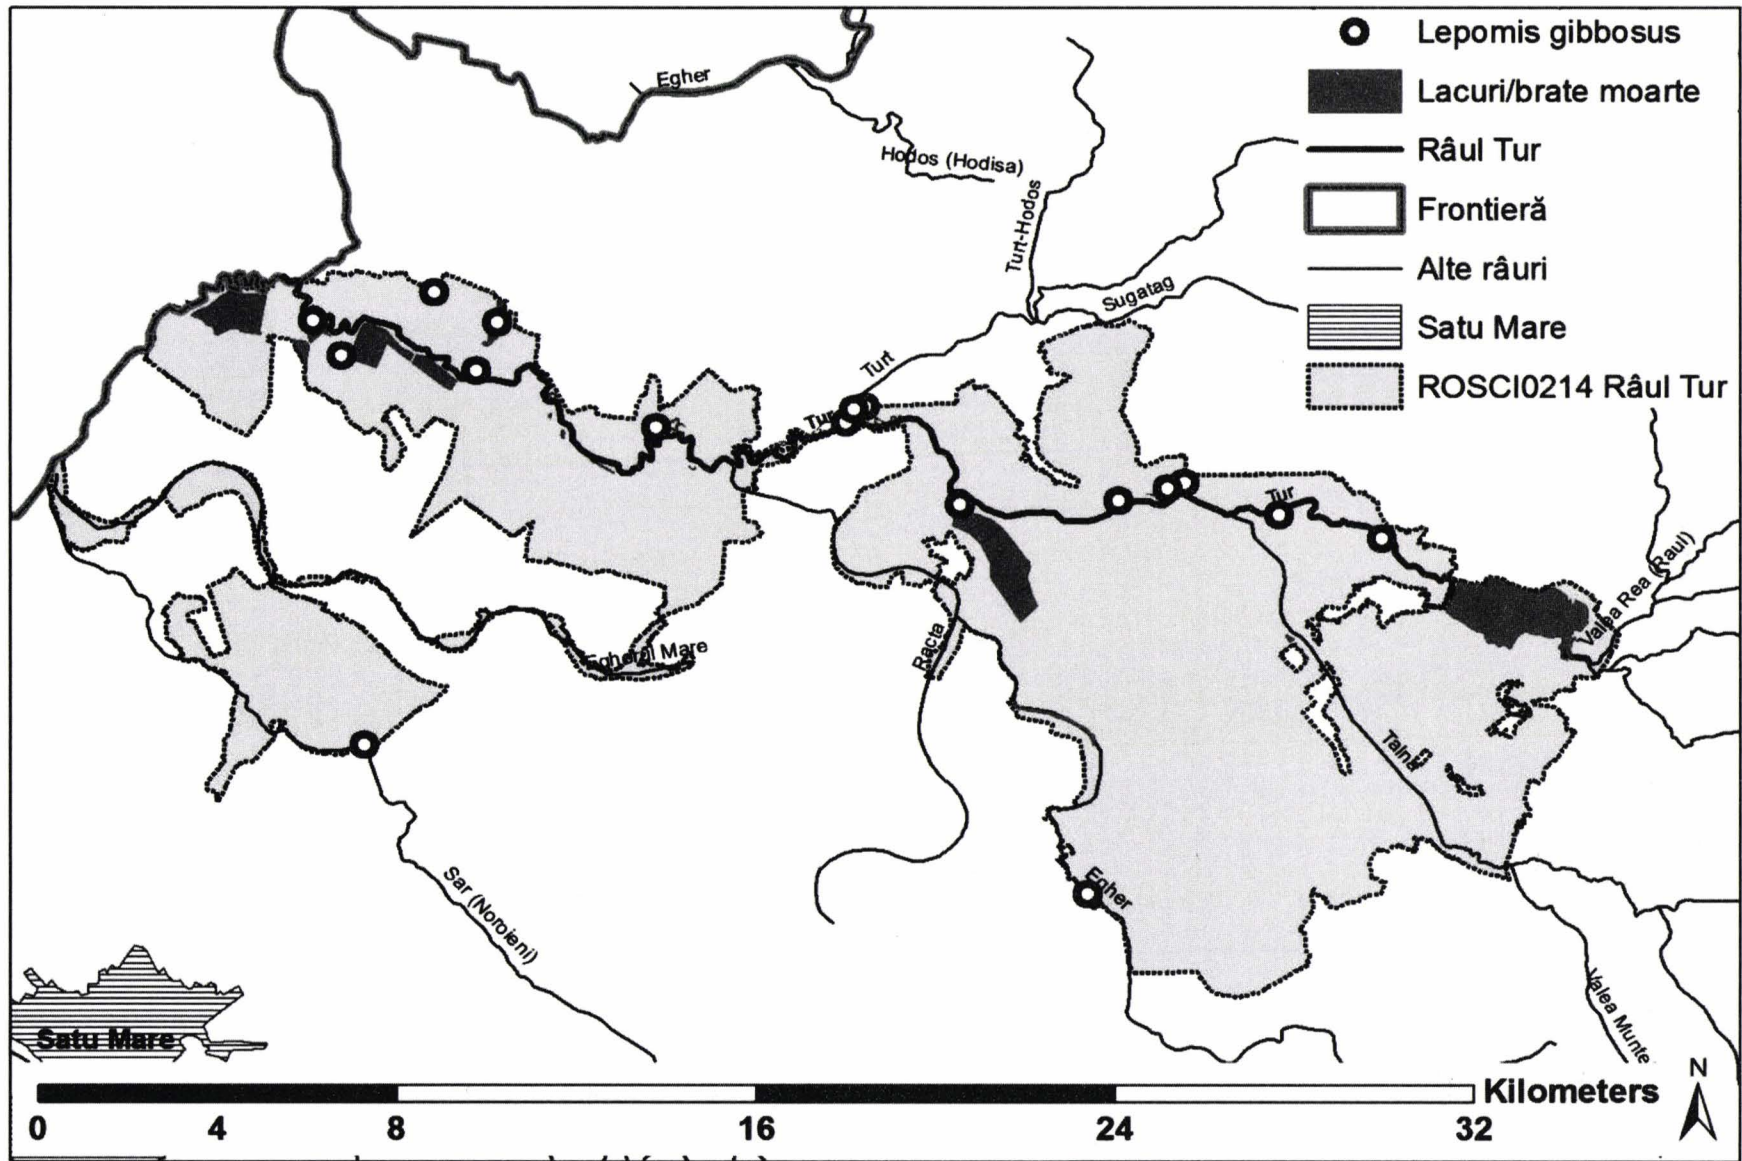 Lepomis gibbosus
Lacuri/brate moarte
Râul Tur
Frontieră
Alte râuri
Satu Mare
ROSCI0214 Râul Tur
Egher
Hodos (Hodisa)
Turt-Hodos
Sugatag
Turt
Tur
Tur
Valea Rea (Raul)
Egherul Mare
Racta
Talna
Egher
Sar (Noroieni)
Valea Munte
Satu Mare
Kilometers
N
0 4 8 16 24 32